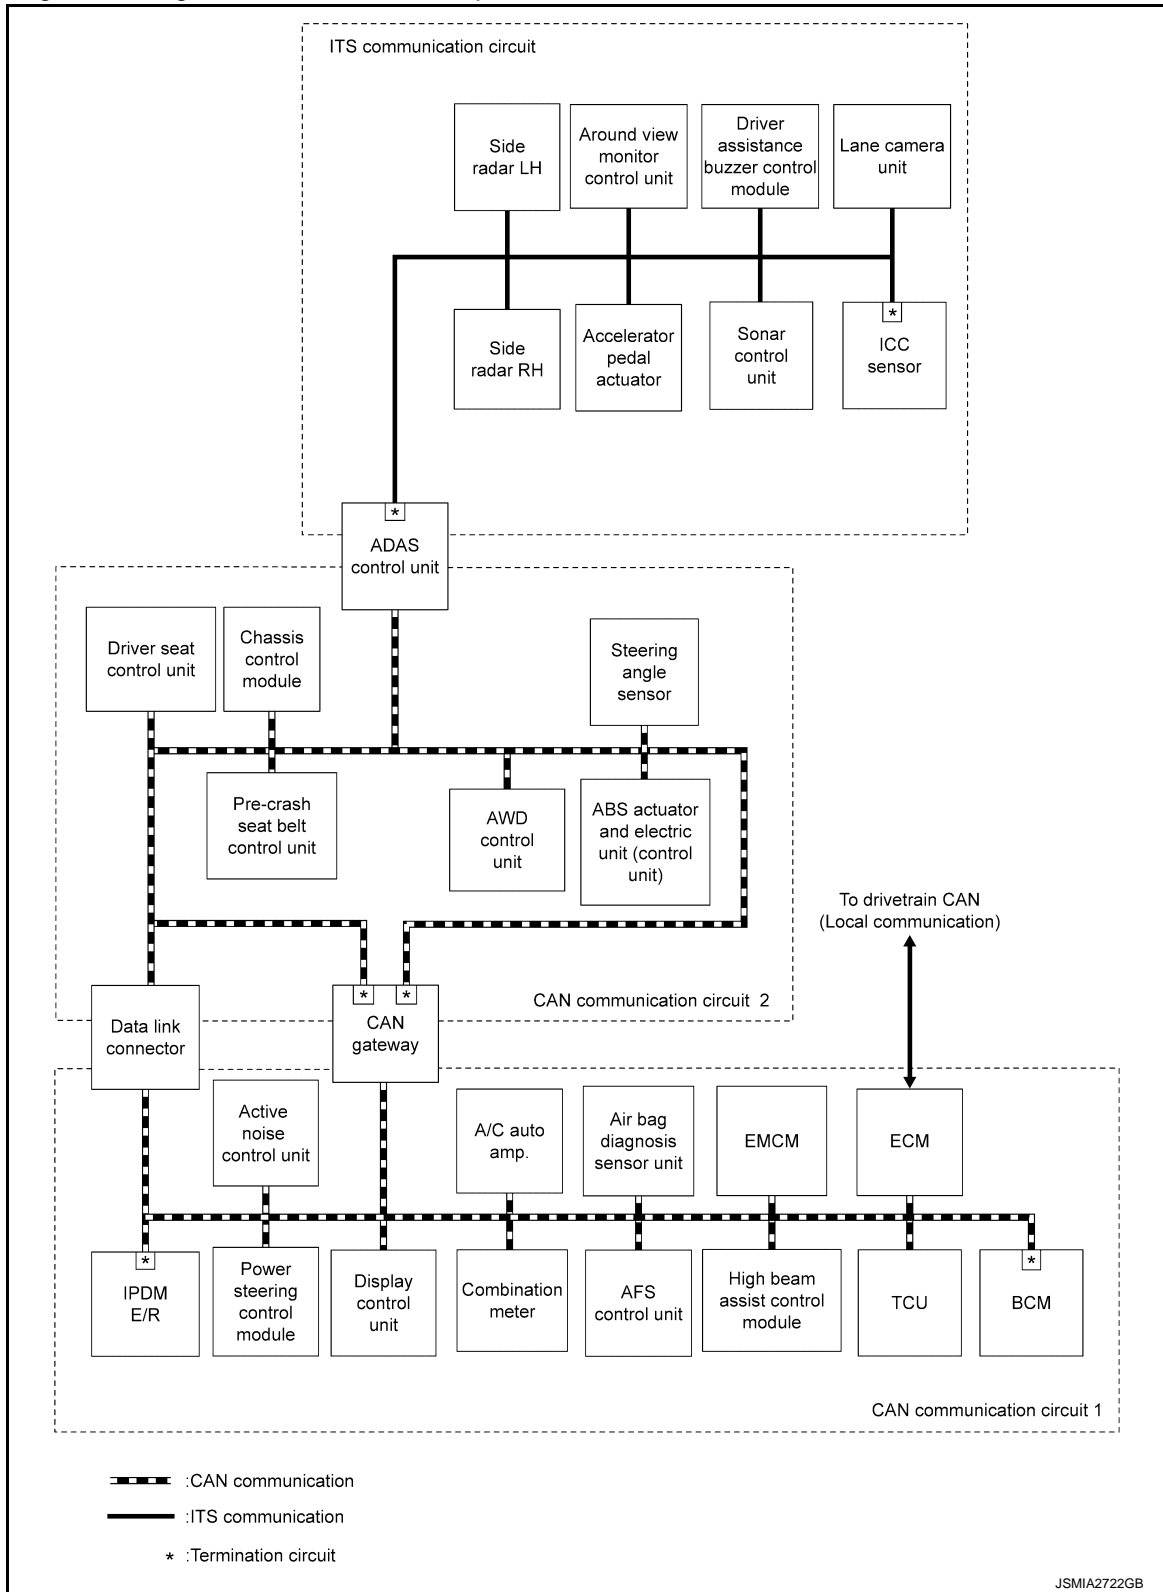 ITS communication circuit
Side
radar LH
Around view
monitor
control unit
Driver
assistance
buzzer control
module
Lane camera
unit
Side
radar RH
Accelerator
pedal
actuator
Sonar
control
unit
*
ICC
sensor
*
ADAS
control unit
Driver seat
control unit
Chassis
control
module
Steering
angle
sensor
Pre-crash
seat belt
control unit
AWD
control
unit
ABS actuator
and electric
unit (control
unit)
To drivetrain CAN
(Local communication)
Data link
connector
* *
CAN
gateway
CAN communication circuit 2
Active
noise
control unit
A/C auto
amp.
Air bag
diagnosis
sensor unit
EMCM
ECM
*
IPDM
E/R
Power
steering
control
module
Display
control
unit
Combination
meter
AFS
control unit
High beam
assist control
module
TCU
*
BCM
CAN communication circuit 1
:CAN communication
:ITS communication
* :Termination circuit
JSMIA2722GB